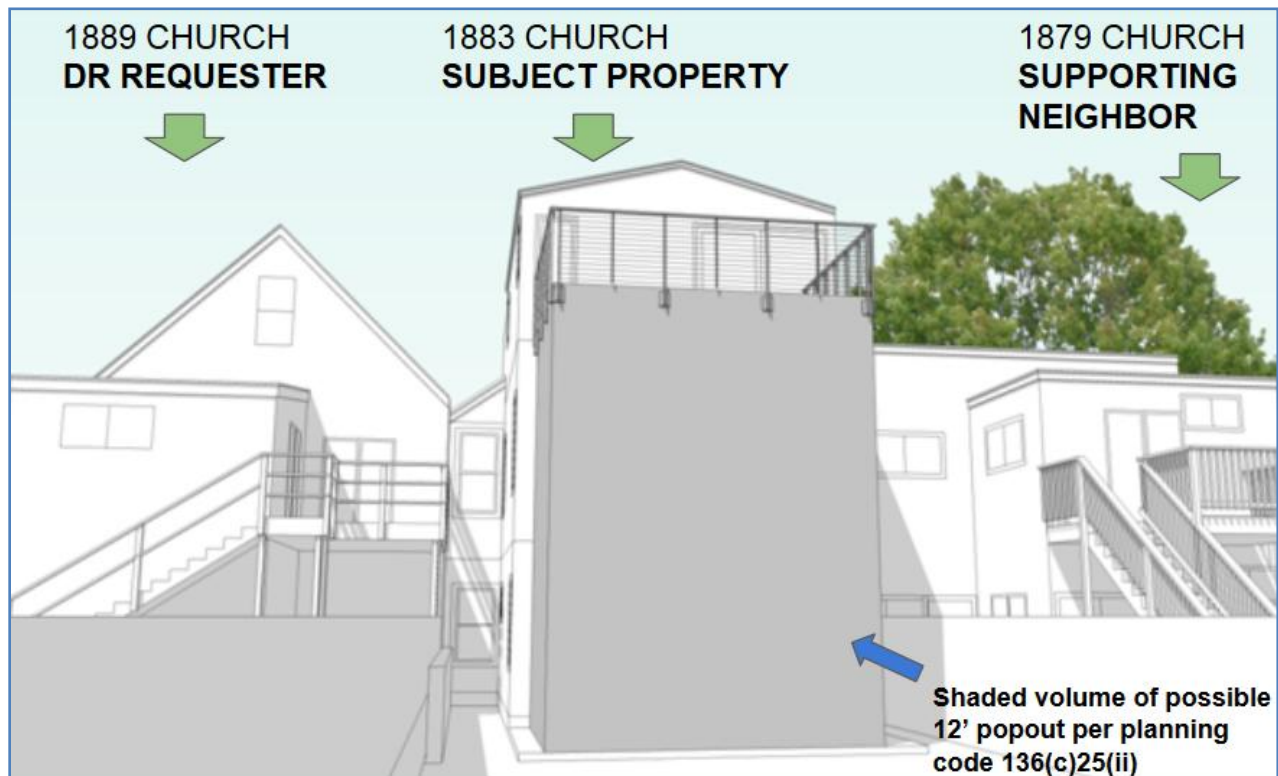 1889 CHURCH
DR REQUESTER
1883 CHURCH
SUBJECT PROPERTY
1879 CHURCH
SUPPORTING
NEIGHBOR
Shaded volume of possible
12' popout per planning
code 136(c)25(ii)